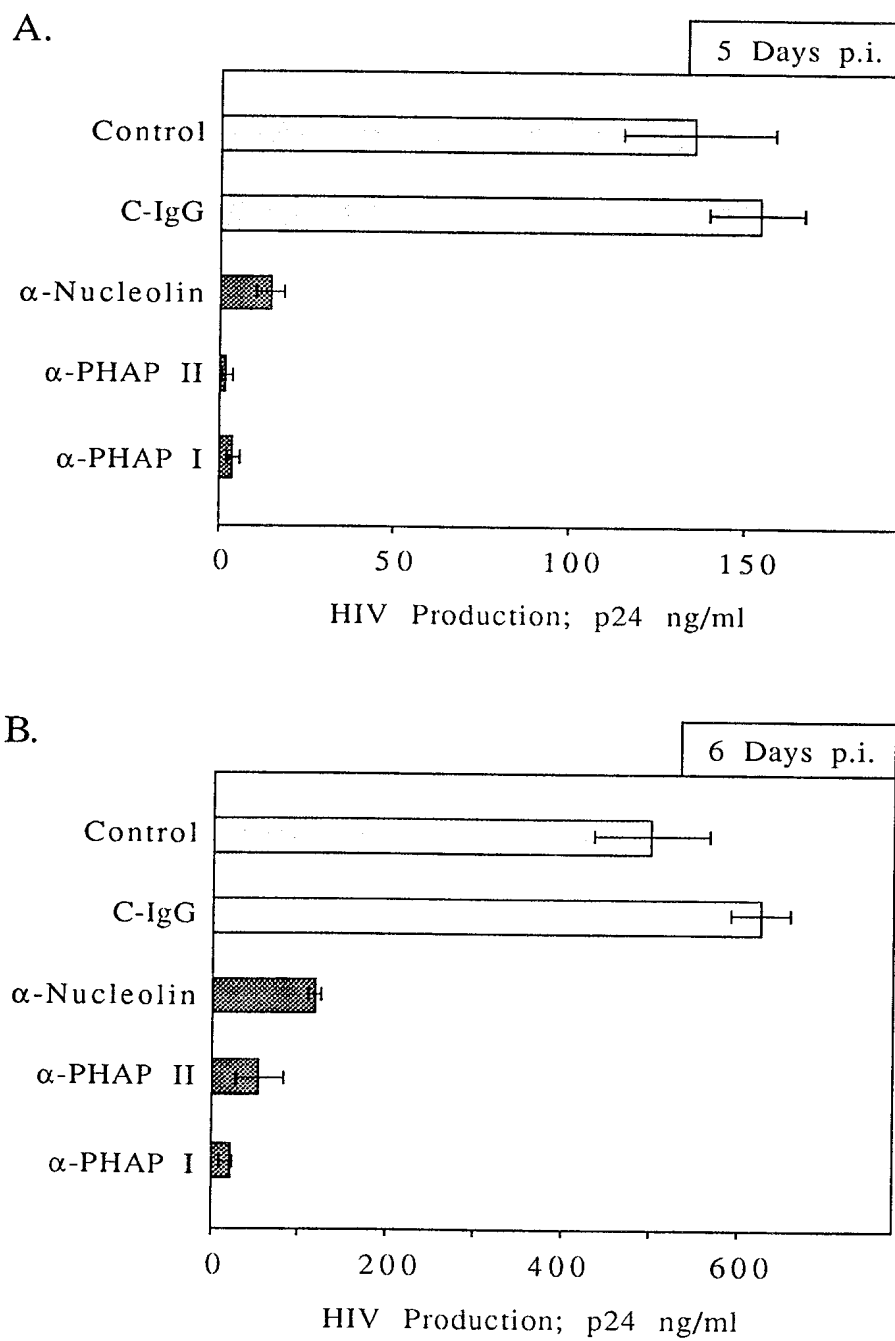 A.
5 Days p.i.
Control
C-IgG
α-Nucleolin
α-PHAP II
α-PHAP I
0 50 100 150
HIV Production; p24 ng/ml
B.
6 Days p.i.
Control
C-IgG
α-Nucleolin
α-PHAP II
α-PHAP I
0 200 400 600
HIV Production; p24 ng/ml